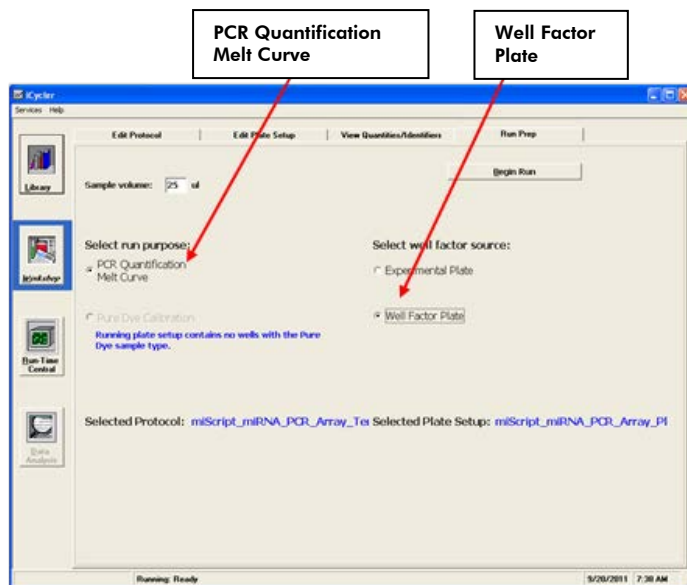 PCR Quantification
Melt Curve
Well Factor
Plate
iCycler
Services Help
Edit Protocol | Edit Plate Setup | View Quantities/Identifiers | Run Prep
Library
Sample volume: 25 ul
Begin Run
Workshop
Select run purpose:
PCR Quantification
Melt Curve
Select well factor source:
Experimental Plate
Pure Dye Calibration
Running plate setup contains no wells with the Pure
Dye sample type.
Well Factor Plate
Run-Time
Central
Selected Protocol: miScript_miRNA_PCR_Array_Te Selected Plate Setup: miScript_miRNA_PCR_Array_Pl
Data
Analysis
Running: Ready
9/20/2011 7:38 AM